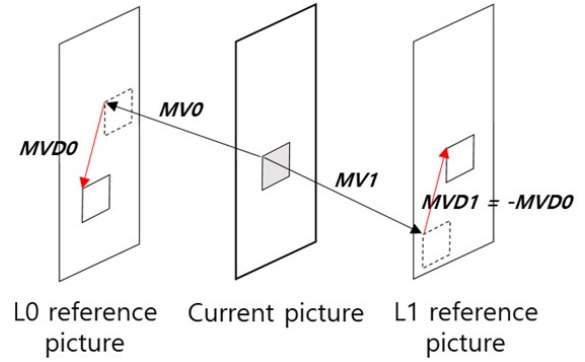 MV0
MVD0
MV1
MVD1 = -MVD0
L0 reference
picture
Current picture
L1 reference
picture